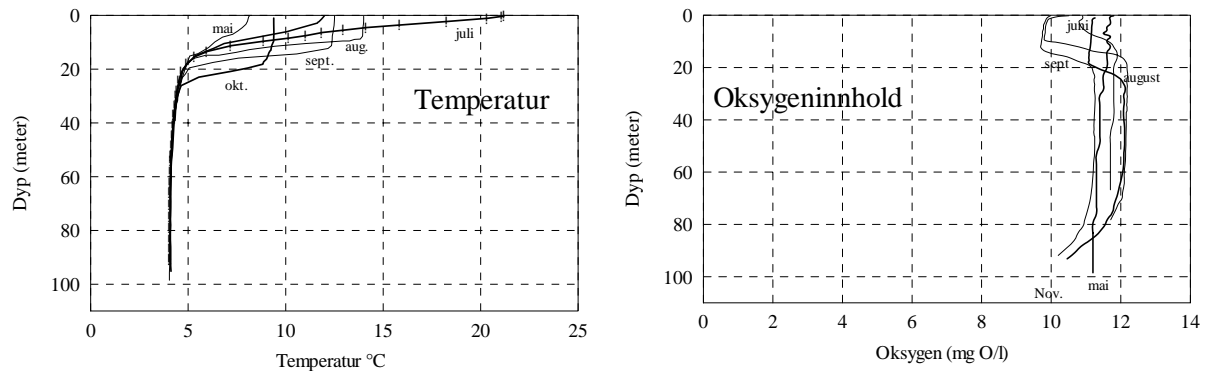 0
20
40
60
80
100
Dyp (meter)
mai
juli
aug.
sept.
okt.
Temperatur
0 5 10 15 20 25
Temperatur °C
0
20
40
60
80
100
Dyp (meter)
juni
sept
august
Oksygeninnhold
Nov.
mai
0 2 4 6 8 10 12 14
Oksygen (mg O/l)